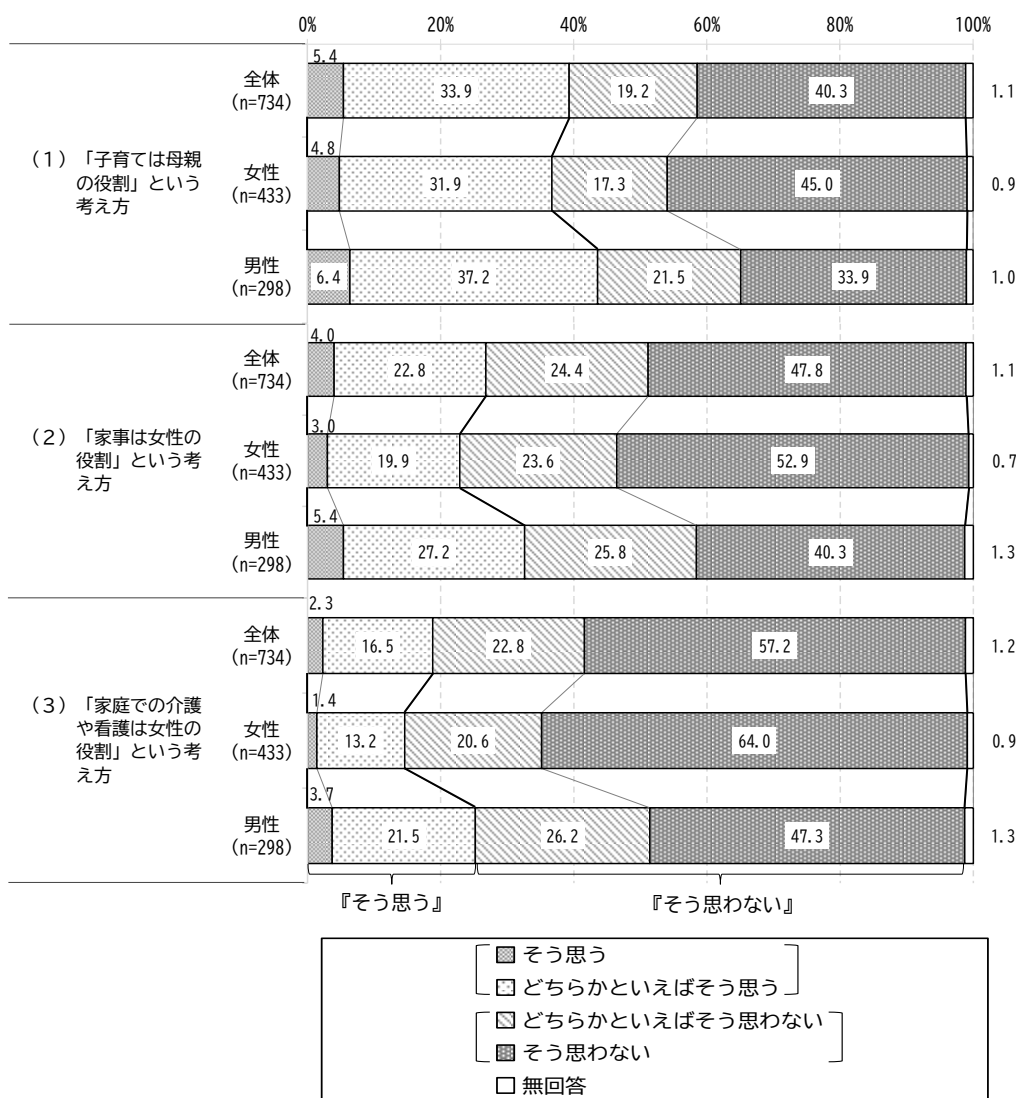 0% 20% 40% 60% 80% 100%
5.4
全体
(n=734)
33.9 19.2 40.3 1.1
(1)「子育ては母親
の役割」という
考え方
4.8
女性
(n=433)
31.9 17.3 45.0 0.9
男性
(n=298)
6.4 37.2 21.5 33.9 1.0
4.0
全体
(n=734)
22.8 24.4 47.8 1.1
(2)「家事は女性の
役割」という考
え方
3.0
女性
(n=433)
19.9 23.6 52.9 0.7
5.4
男性
(n=298)
27.2 25.8 40.3 1.3
2.3
全体
(n=734)
16.5 22.8 57.2 1.2
(3)「家庭での介護
や看護は女性の
役割」という考
え方
1.4
女性
(n=433)
13.2 20.6 64.0 0.9
3.7
男性
(n=298)
21.5 26.2 47.3 1.3
『そう思う』 『そう思わない』
そう思う
どちらかといえばそう思う
どちらかといえばそう思わない
そう思わない
無回答